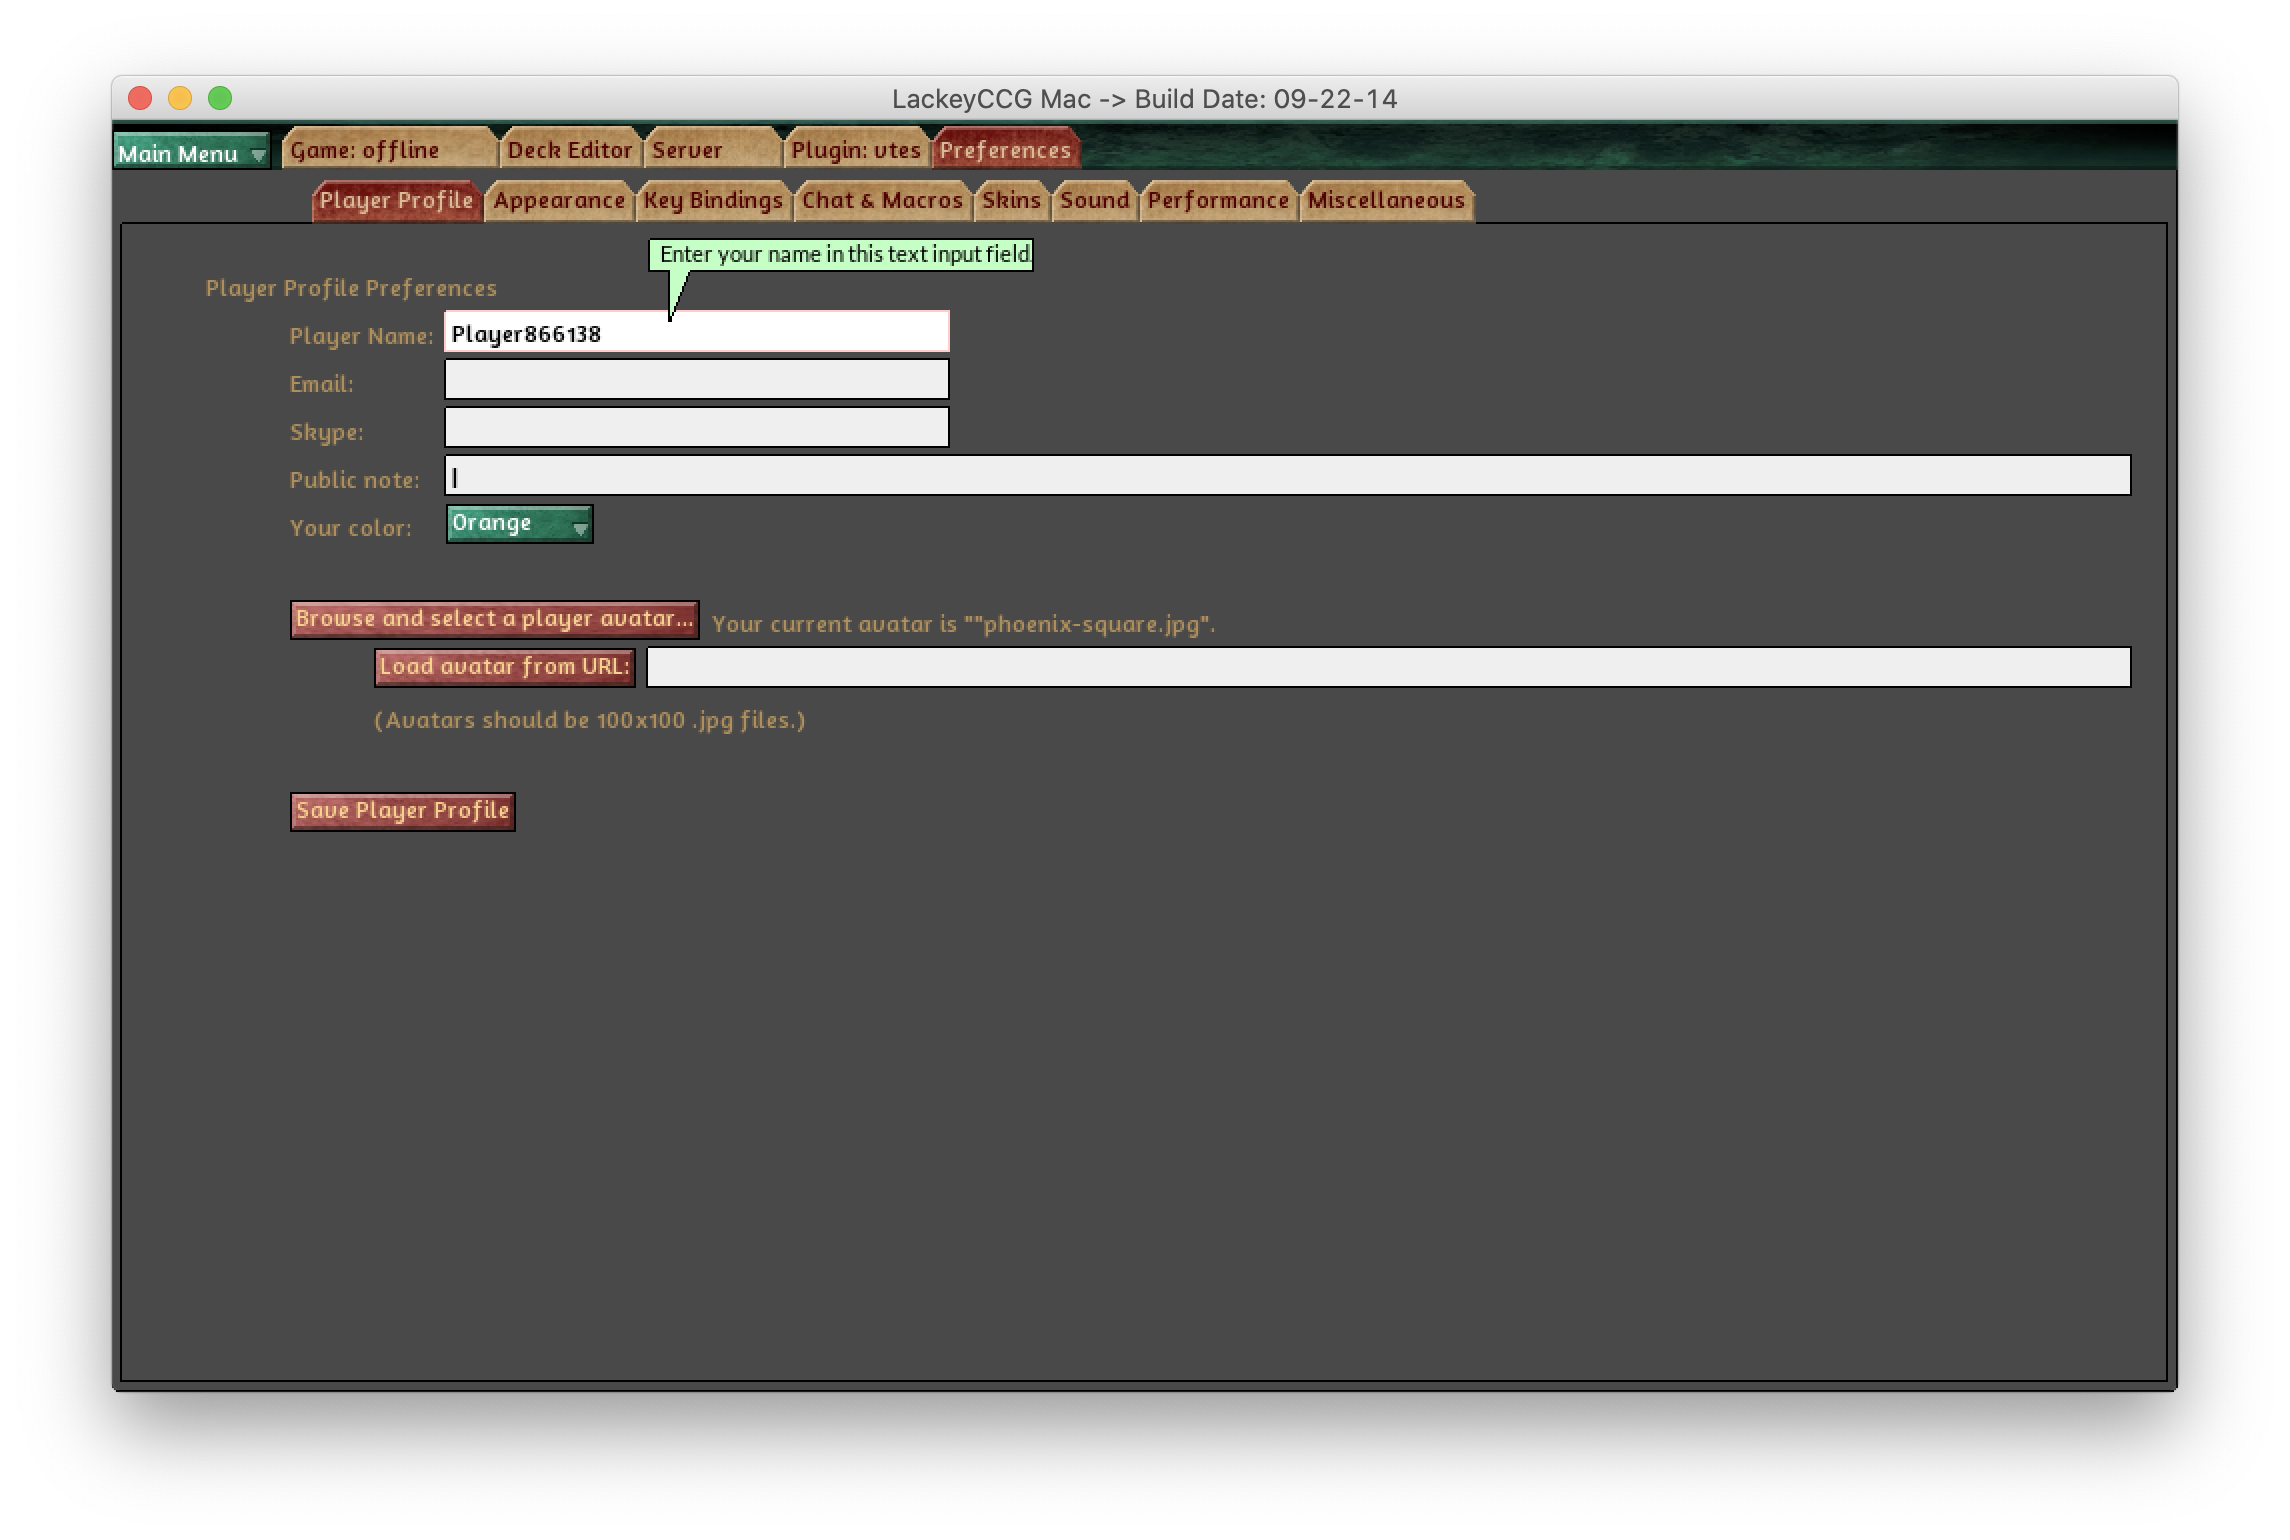 LackeyCCG Mac -> Build Date: 09-22-14
Main Menu Game: offline Deck Editor Server Plugin: vtes Preferences
Player Profile Appearance Key Bindings Chat & Macros Skins Sound Performance Miscellaneous
Enter your name in this text input field.
Player Profile Preferences
Player Name: Player866138
Email:
Skype:
Public note:
Your color: Orange
Browse and select a player avatar... Your current avatar is ""phoenix-square.jpg".
Load avatar from URL:
(Avatars should be 100x100 .jpg files.)
Save Player Profile